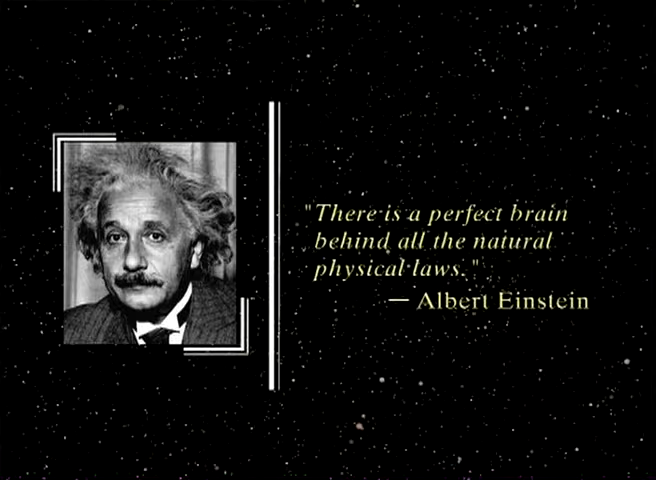 "There is a perfect brain
behind all the natural
physical laws."
— Albert Einstein